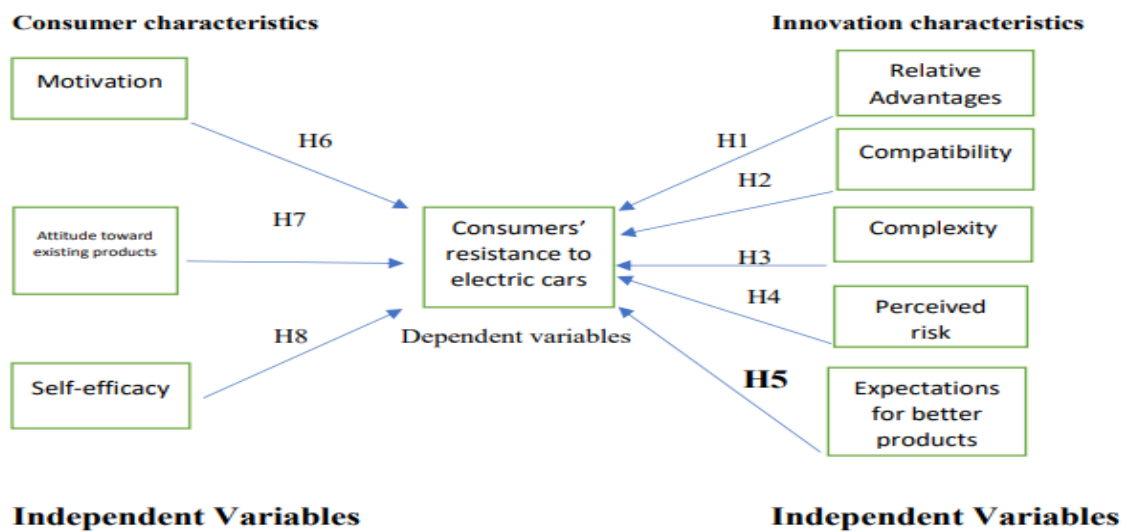 Consumer characteristics
Innovation characteristics
Motivation
Relative
Advantages
H6
H1
Compatibility
H2
H7
Attitude toward
existing products
Consumers’
resistance to
electric cars
Complexity
H3
H4
Perceived
risk
H8
Dependent variables
Self-efficacy
H5
Expectations
for better
products
Independent Variables
Independent Variables